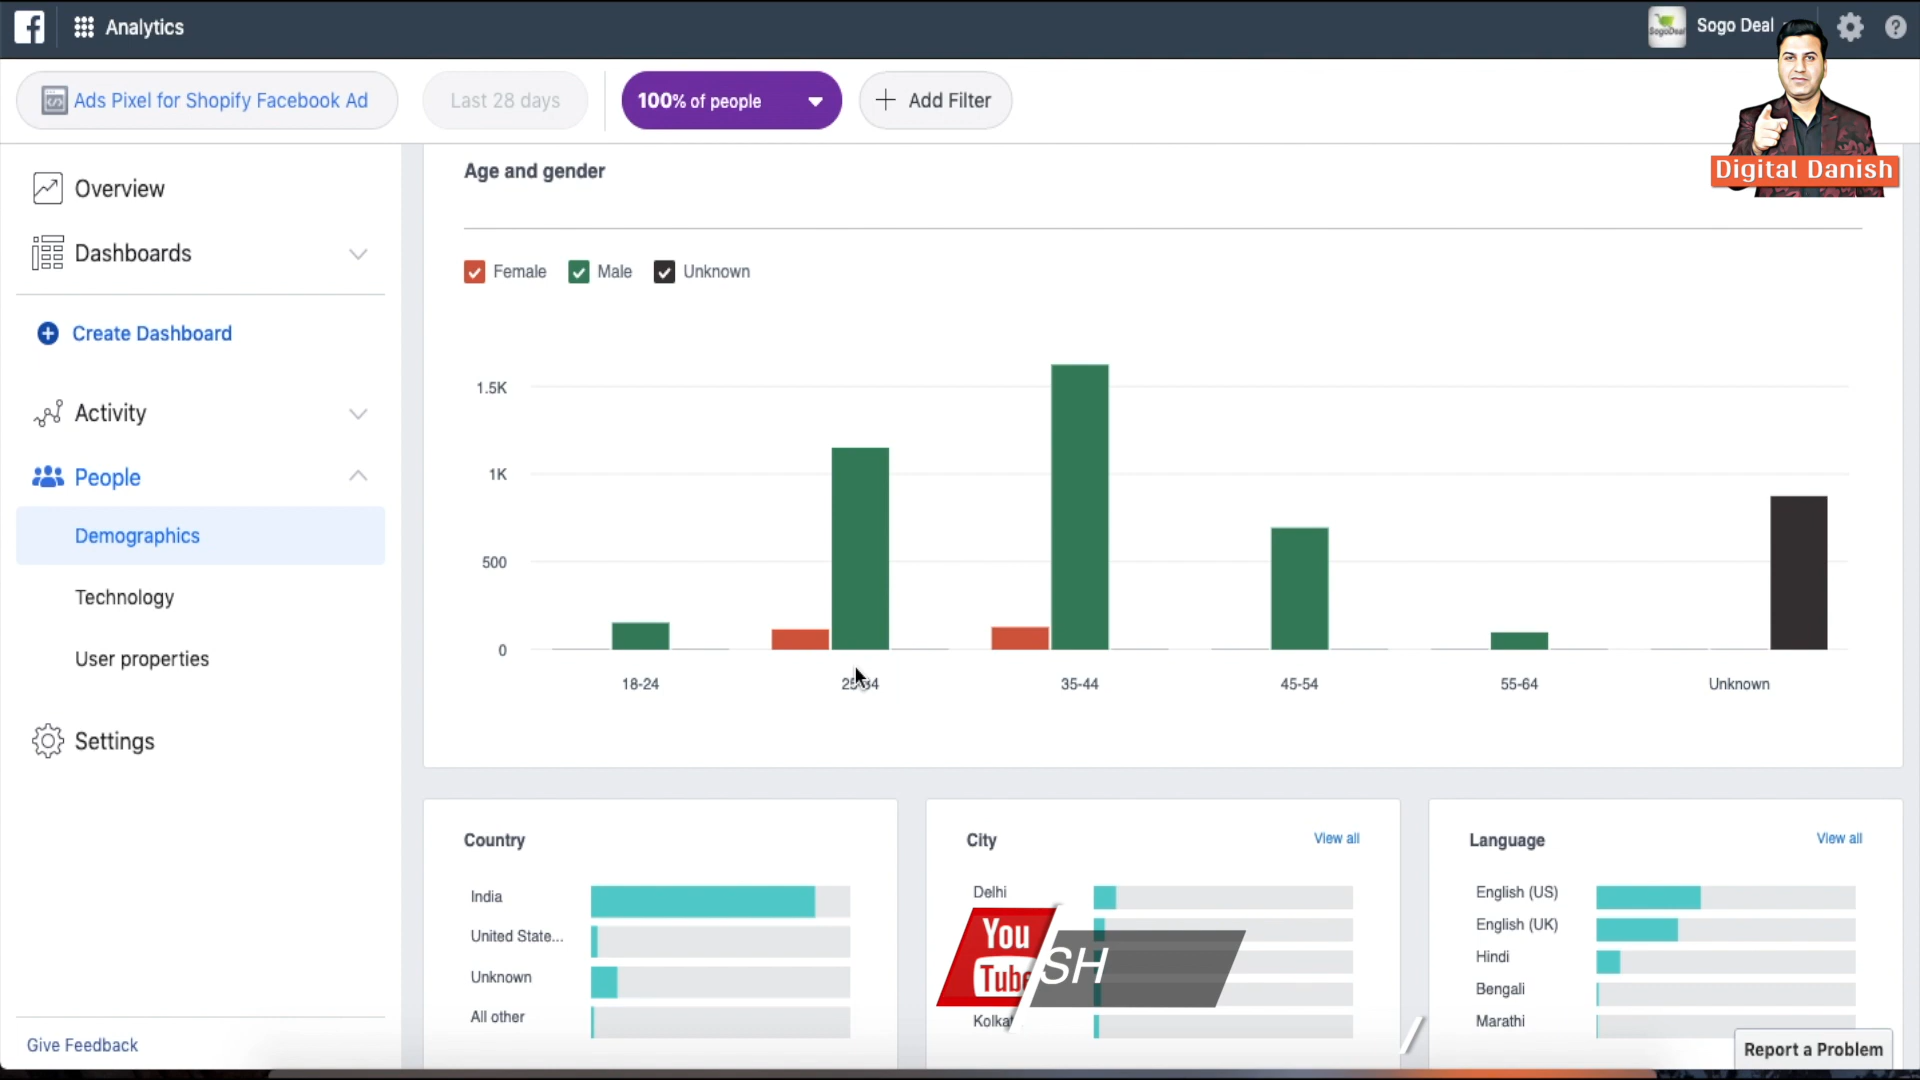 Analytics
Sogo Deal
Ads Pixel for Shopify Facebook Ad
Last 28 days
100% of people
Add Filter
Digital Danish
Overview
Dashboards
Create Dashboard
Activity
People
Demographics
Technology
User properties
Settings
Give Feedback
Age and gender
Female
Male
Unknown
1.5K
1K
500
0
18-24
35-44
45-54
55-64
Unknown
Country
India
United State...
Unknown
All other
City
View all
Delhi
You
Tube
SH
Language
View all
English (US)
English (UK)
Hindi
Bengali
Marathi
Report a Problem